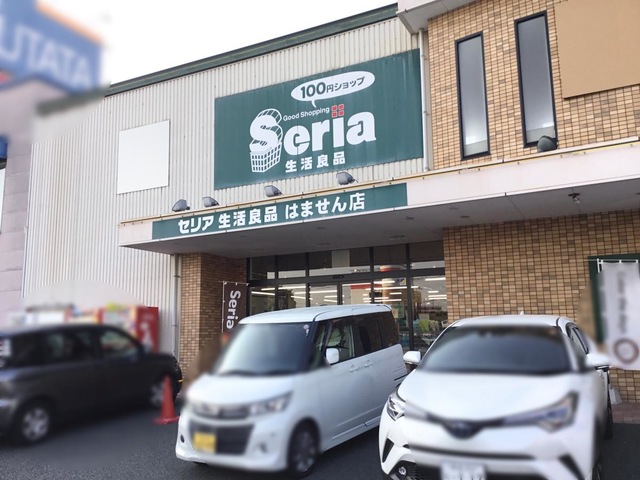 UTATA
100円ショップ
Good Shopping
Seria
生活良品
セリア 生活良品 はません店
Seria